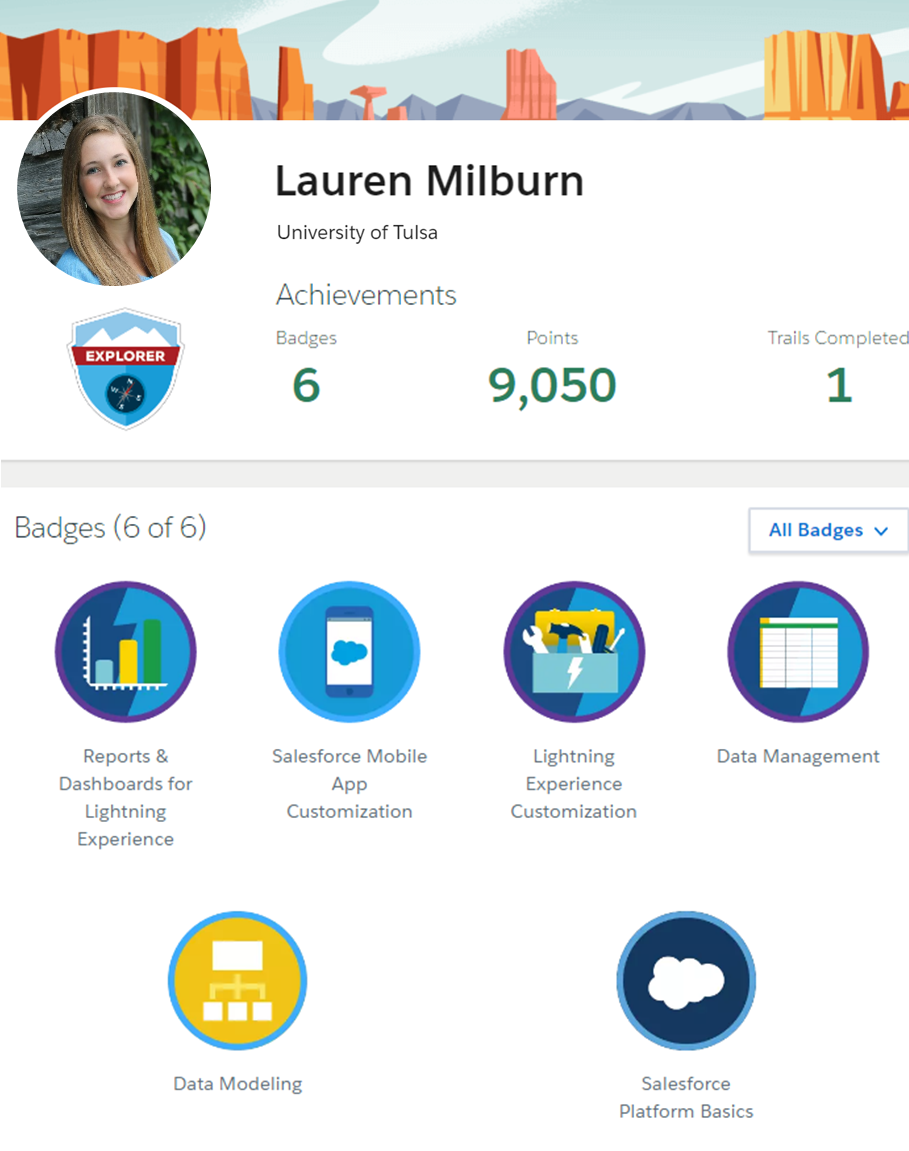 Lauren Milburn
University of Tulsa
Achievements
Badges
Points
Trails Completed
6
9,050
1
EXPLORER
N
W
E
S
Badges (6 of 6)
All Badges
Reports &
Dashboards for
Lightning
Experience
Salesforce Mobile
App
Customization
Lightning
Experience
Customization
Data Management
Data Modeling
Salesforce
Platform Basics